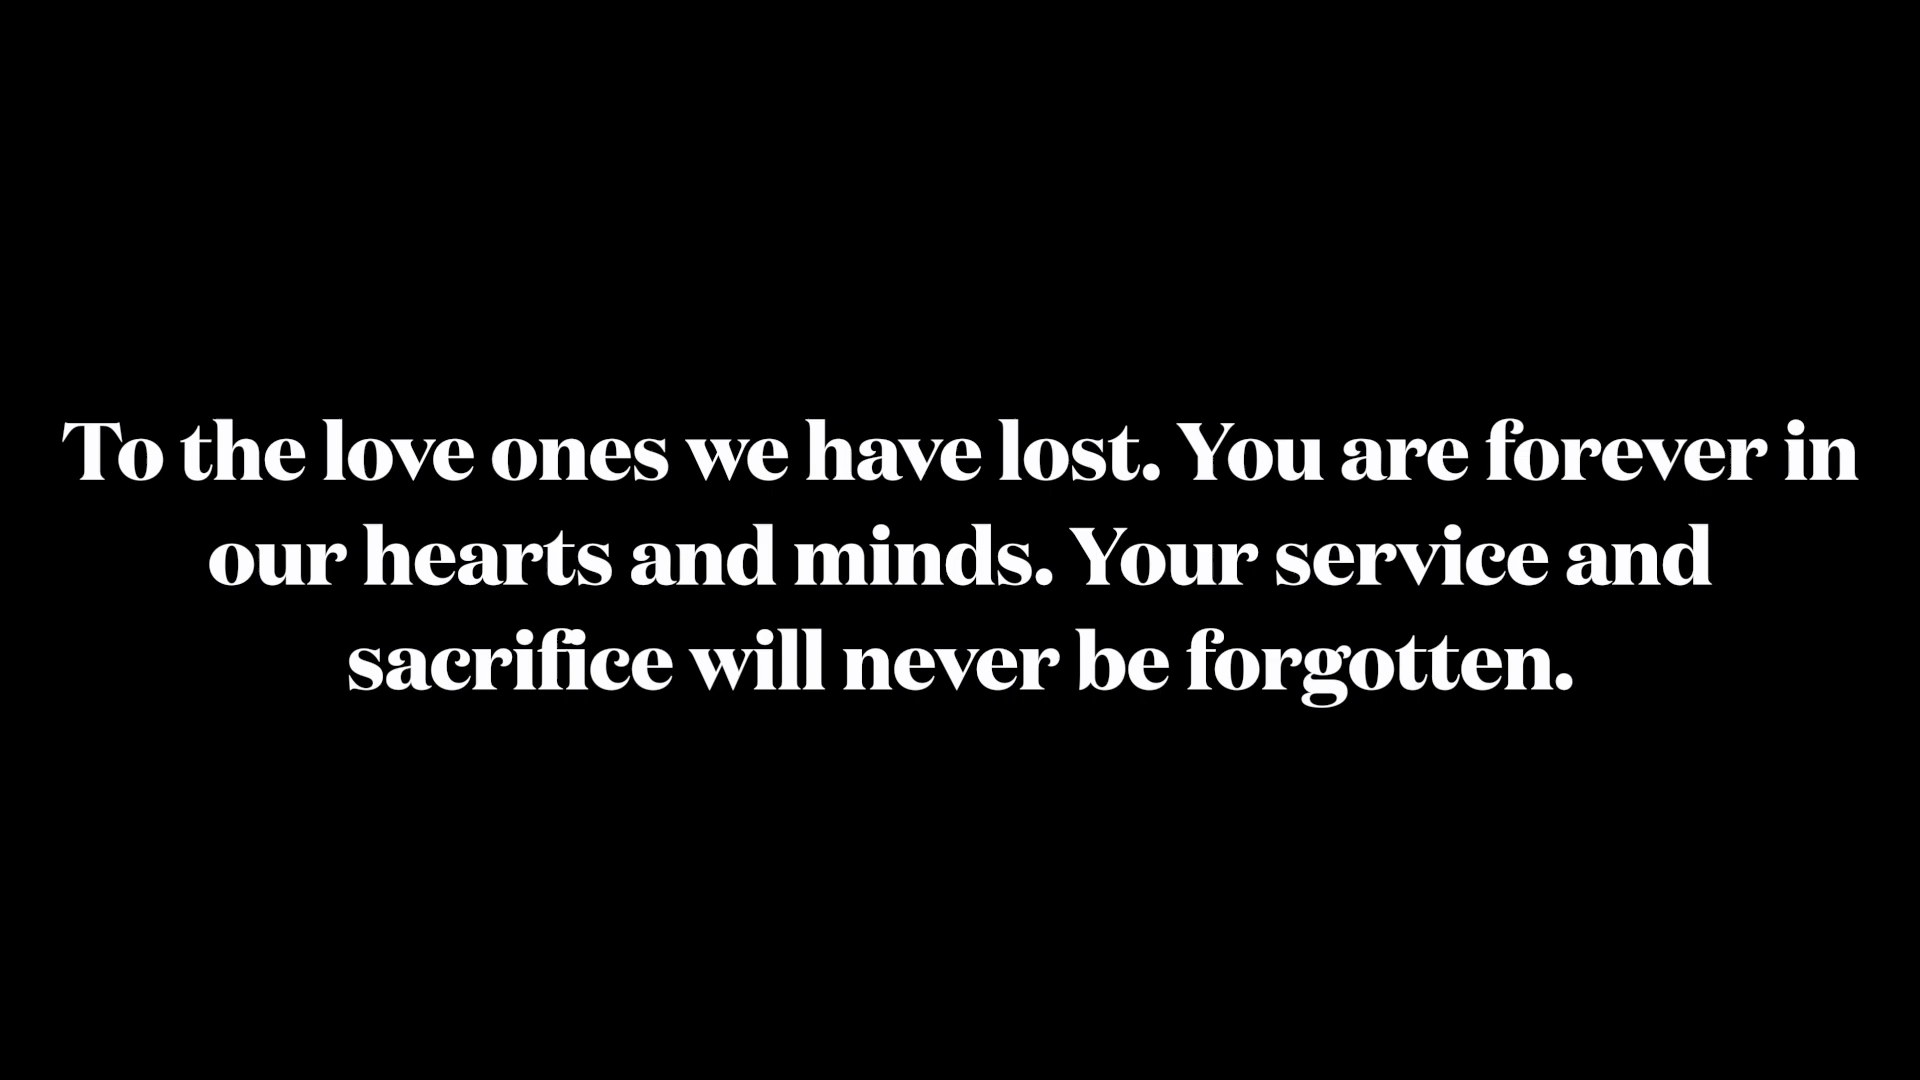 To the love ones we have lost. You are forever in
our hearts and minds. Your service and
sacrifice will never be forgotten.